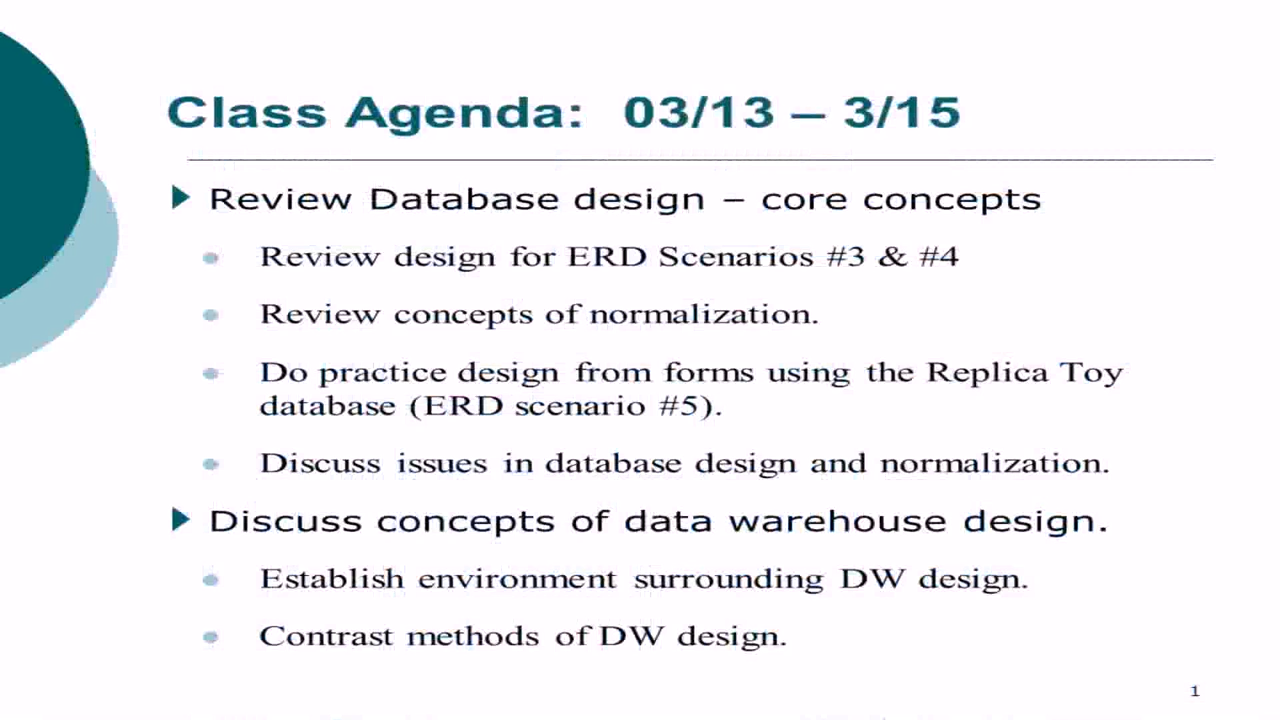 Class Agenda: 03/13 – 3/15
Review Database design – core concepts
Review design for ERD Scenarios #3 & #4
Review concepts of normalization.
Do practice design from forms using the Replica Toy
database (ERD scenario #5).
Discuss issues in database design and normalization.
Discuss concepts of data warehouse design.
Establish environment surrounding DW design.
Contrast methods of DW design.
1